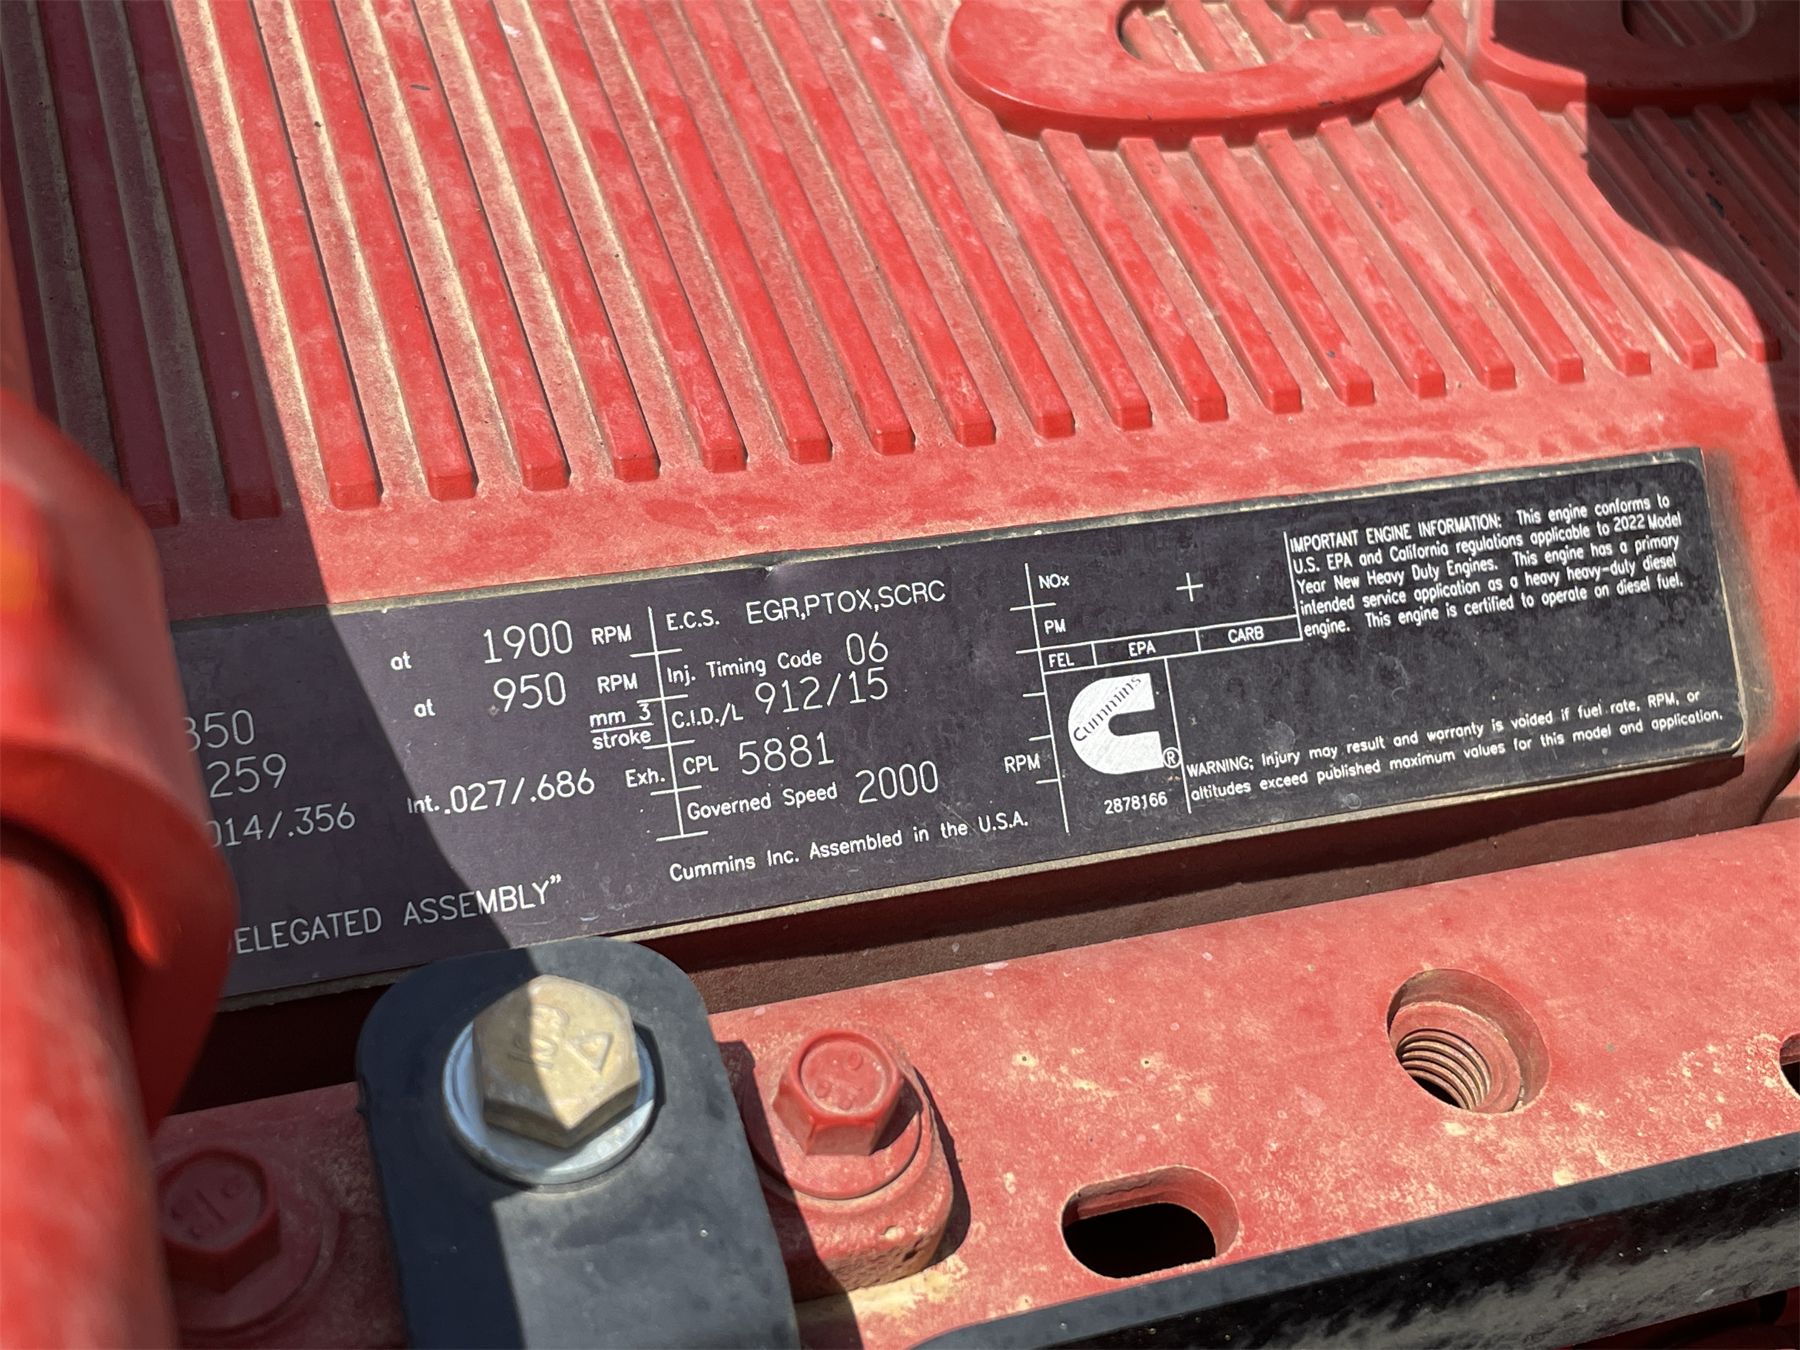 at 1900 RPM
at 950 RPM
350
mm 3
stroke
259
014/.356 Int. .027/.686 Exh.
ELEGATED ASSEMBLY"
E.C.S. EGR,PTOX,SCRC
Inj. Timing Code 06
C.I.D./L 912/15
CPL 5881
Governed Speed 2000 RPM
Cummins Inc. Assembled in the U.S.A.
NOx +
PM
FEL EPA CARB
Cummins ®
2878166
IMPORTANT ENGINE INFORMATION: This engine conforms to
U.S. EPA and California regulations applicable to 2022 Model
Year New Heavy Duty Engines. This engine has a primary
intended service application as a heavy heavy-duty diesel
engine. This engine is certified to operate on diesel fuel.
WARNING: Injury may result and warranty is voided if fuel rate, RPM, or
altitudes exceed published maximum values for this model and application.